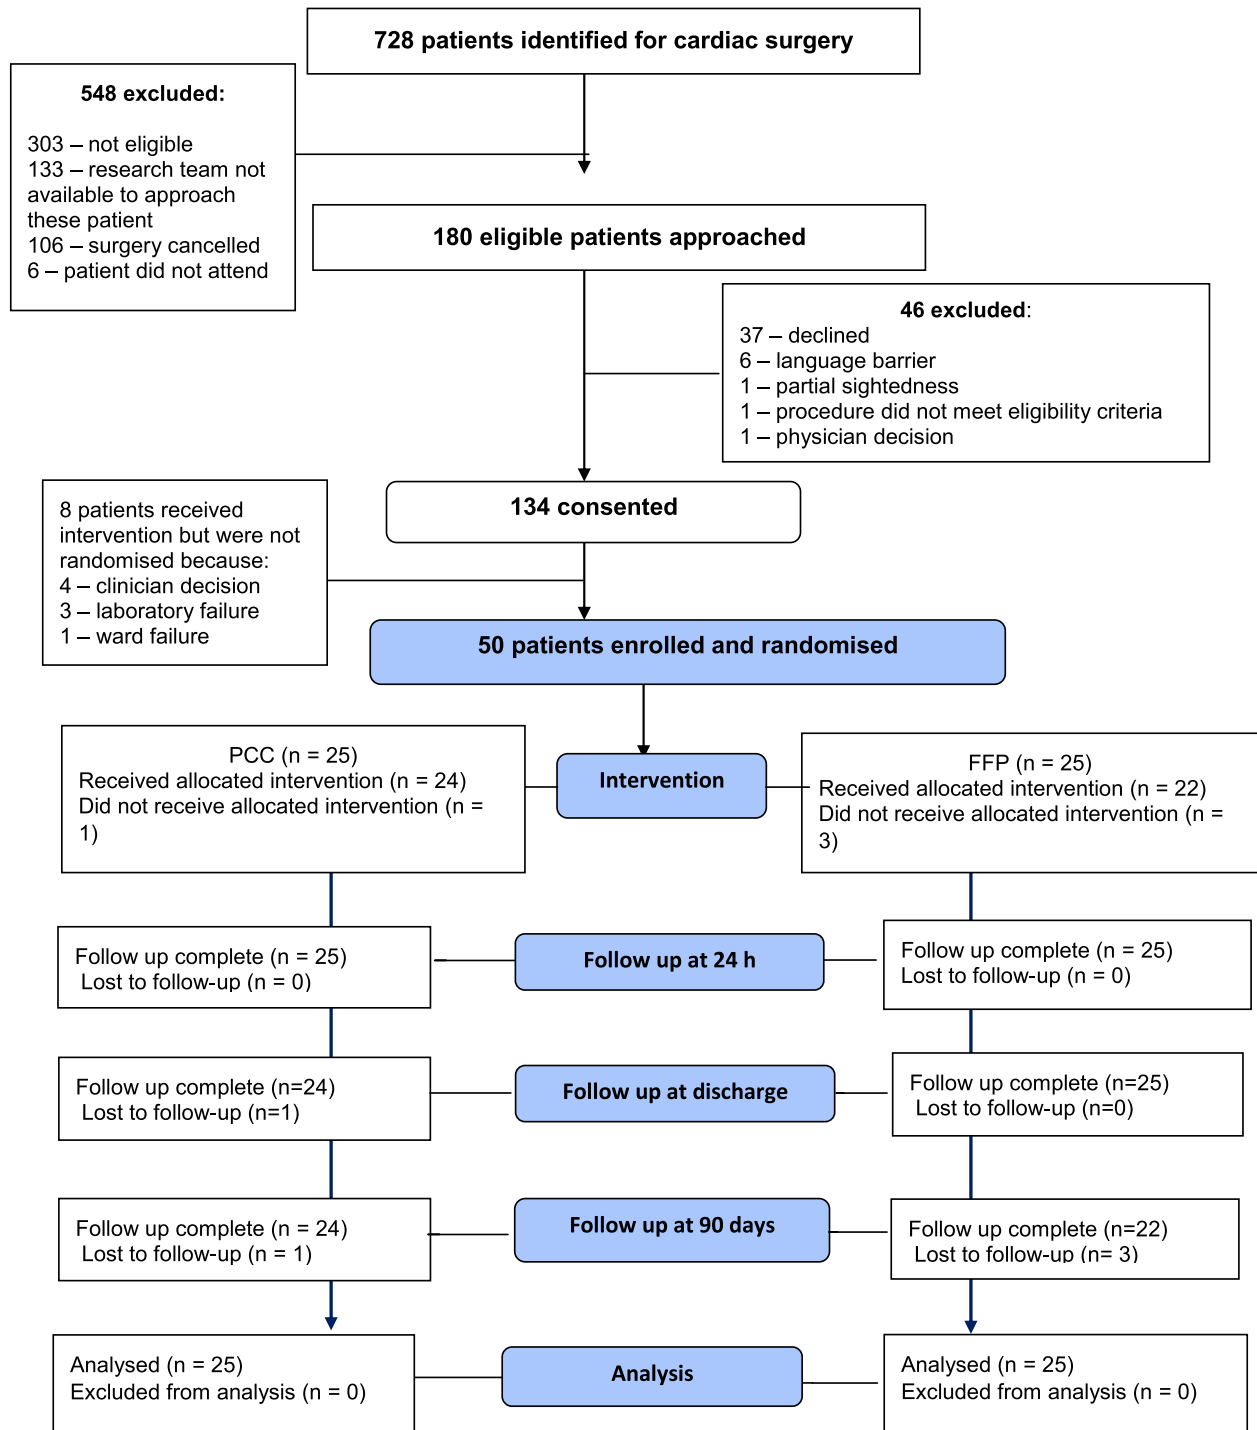 728 patients identified for cardiac surgery
548 excluded:
303 – not eligible
133 – research team not
available to approach
these patient
106 – surgery cancelled
6 – patient did not attend
180 eligible patients approached
46 excluded:
37 – declined
6 – language barrier
1 – partial sightedness
1 – procedure did not meet eligibility criteria
1 – physician decision
134 consented
8 patients received
intervention but were not
randomised because:
4 – clinician decision
3 – laboratory failure
1 – ward failure
50 patients enrolled and randomised
PCC (n = 25)
Received allocated intervention (n = 24)
Did not receive allocated intervention (n =
1)
Intervention
FFP (n = 25)
Received allocated intervention (n = 22)
Did not receive allocated intervention (n =
3)
Follow up complete (n = 25)
Lost to follow-up (n = 0)
Follow up at 24 h
Follow up complete (n = 25)
Lost to follow-up (n = 0)
Follow up complete (n=24)
Lost to follow-up (n=1)
Follow up at discharge
Follow up complete (n=25)
Lost to follow-up (n=0)
Follow up complete (n = 24)
Lost to follow-up (n = 1)
Follow up at 90 days
Follow up complete (n=22)
Lost to follow-up (n= 3)
Analysed (n = 25)
Excluded from analysis (n = 0)
Analysis
Analysed (n = 25)
Excluded from analysis (n = 0)